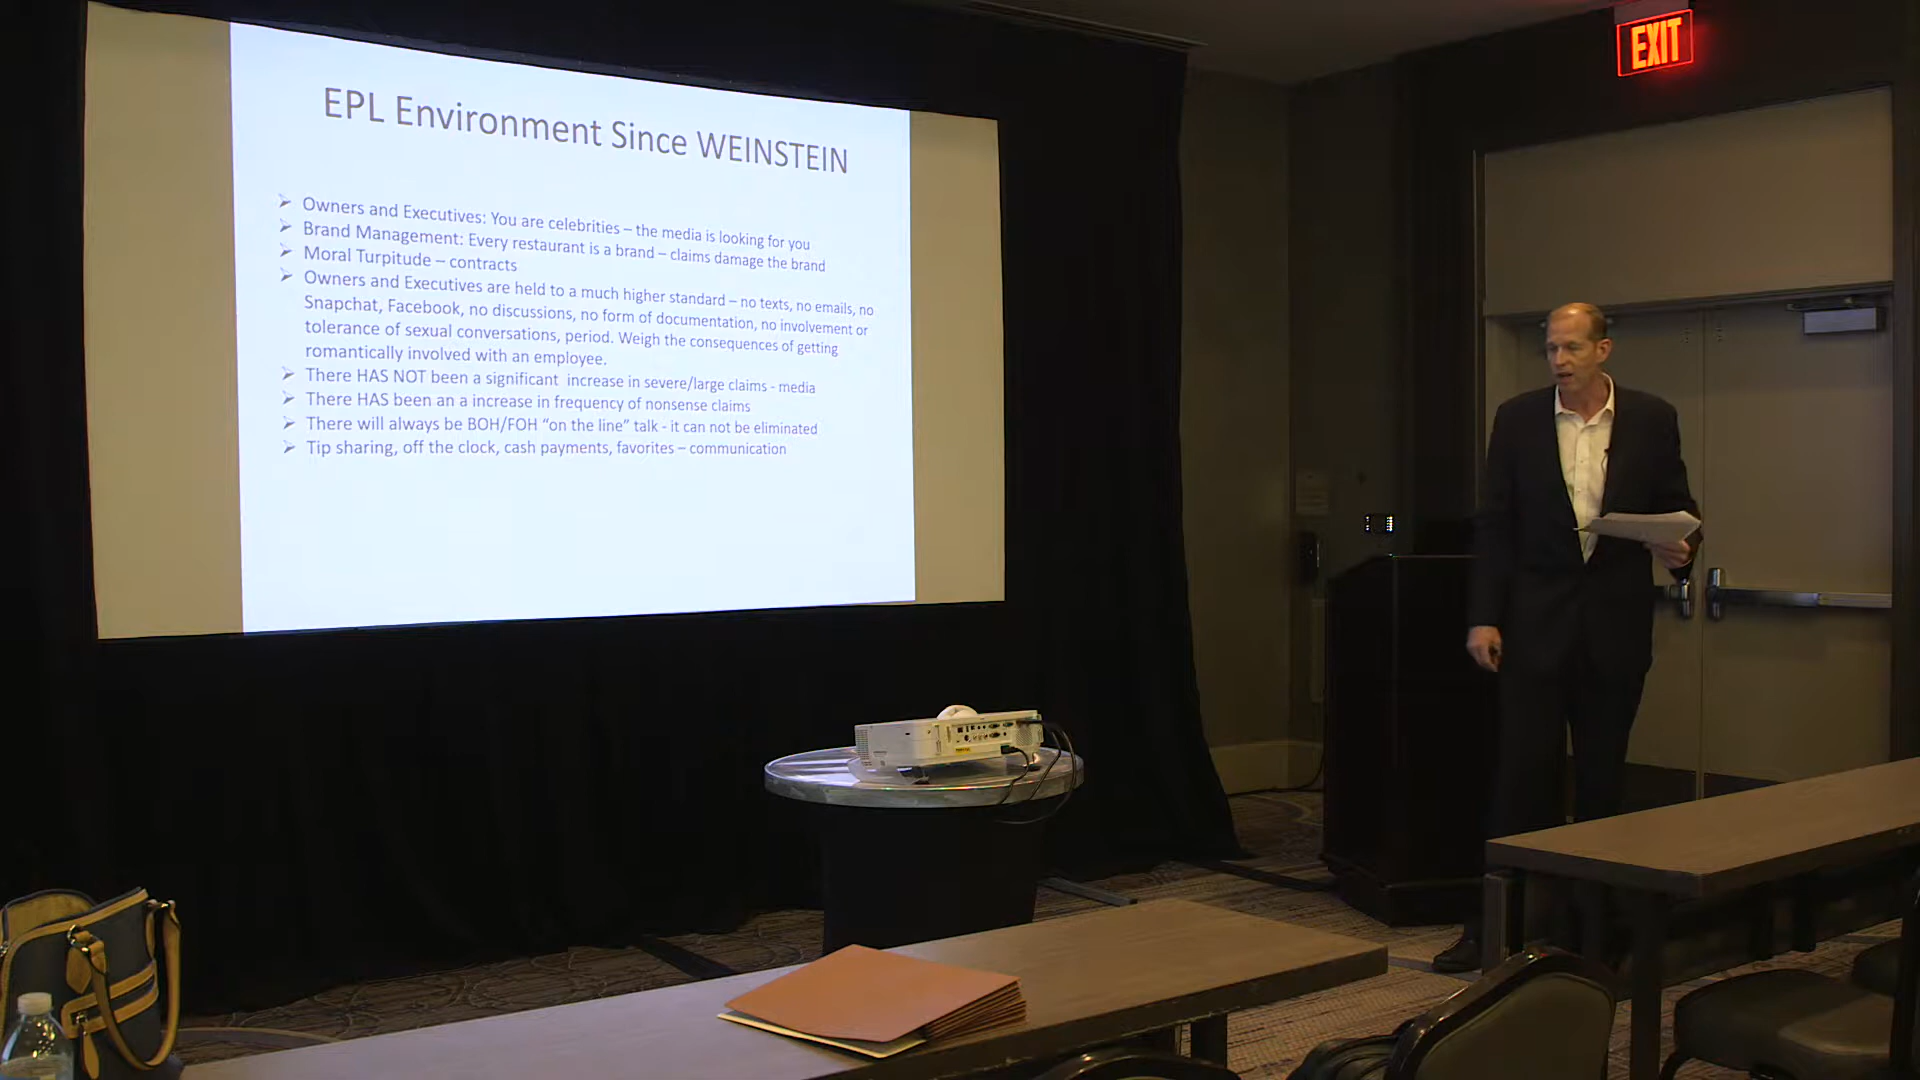 EPL Environment Since WEINSTEIN
➢ Owners and Executives: You are celebrities – the media is looking for you
➢ Brand Management: Every restaurant is a brand – claims damage the brand
➢ Moral Turpitude – contracts
➢ Owners and Executives are held to a much higher standard – no texts, no emails, no
Snapchat, Facebook, no discussions, no form of documentation, no involvement or
tolerance of sexual conversations, period. Weigh the consequences of getting
romantically involved with an employee.
➢ There HAS NOT been a significant increase in severe/large claims - media
➢ There HAS been an a increase in frequency of nonsense claims
➢ There will always be BOH/FOH “on the line” talk - it can not be eliminated
➢ Tip sharing, off the clock, cash payments, favorites – communication
EXIT